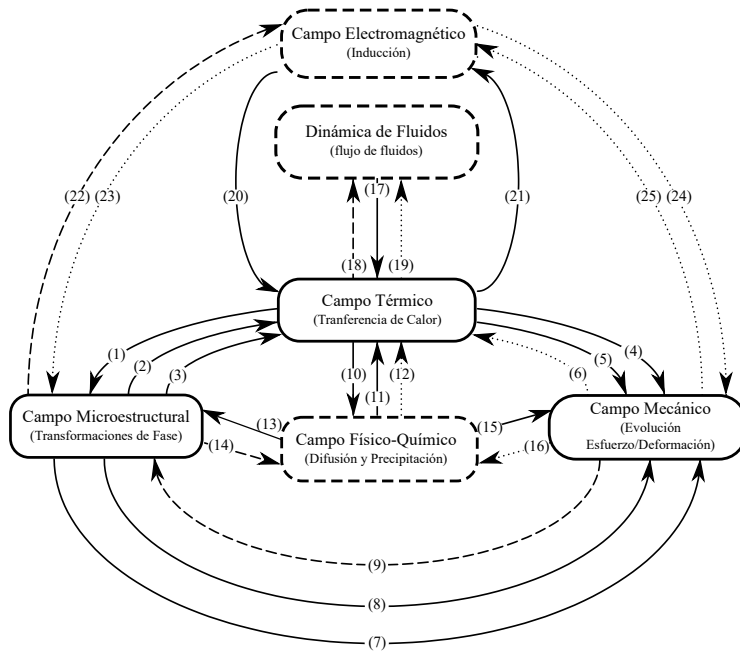 Campo Electromagnético
(Inducción)
Dinámica de Fluidos
(flujo de fluidos)
(22) (23)
(20)
(17)
(21)
(25) (24)
(18)
(19)
Campo Térmico
(Tranferencia de Calor)
(1)
(2)
(3)
(10)
(11)
(12)
(6)
(5)
(4)
Campo Microestructural
(Transformaciones de Fase)
(13)
(14)
Campo Físico-Químico
(Difusión y Precipitación)
(15)
(16)
Campo Mecánico
(Evolución
Esfuerzo/Deformación)
(9)
(8)
(7)